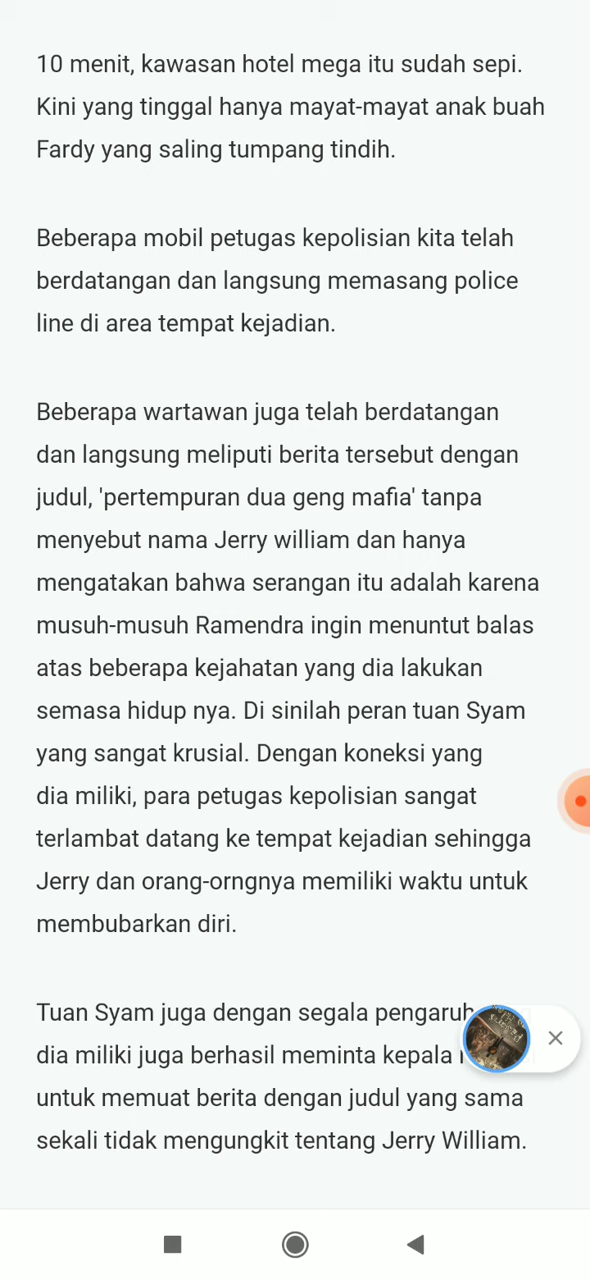 10 menit, kawasan hotel mega itu sudah sepi.
Kini yang tinggal hanya mayat-mayat anak buah
Fardy yang saling tumpang tindih.
Beberapa mobil petugas kepolisian kita telah
berdatangan dan langsung memasang police
line di area tempat kejadian.
Beberapa wartawan juga telah berdatangan
dan langsung meliputi berita tersebut dengan
judul, 'pertempuran dua geng mafia' tanpa
menyebut nama Jerry william dan hanya
mengatakan bahwa serangan itu adalah karena
musuh-musuh Ramendra ingin menuntut balas
atas beberapa kejahatan yang dia lakukan
semasa hidup nya. Di sinilah peran tuan Syam
yang sangat krusial. Dengan koneksi yang
dia miliki, para petugas kepolisian sangat
terlambat datang ke tempat kejadian sehingga
Jerry dan orang-orngnya memiliki waktu untuk
membubarkan diri.
Tuan Syam juga dengan segala pengaruh
dia miliki juga berhasil meminta kepala
untuk memuat berita dengan judul yang sama
sekali tidak mengungkit tentang Jerry William.